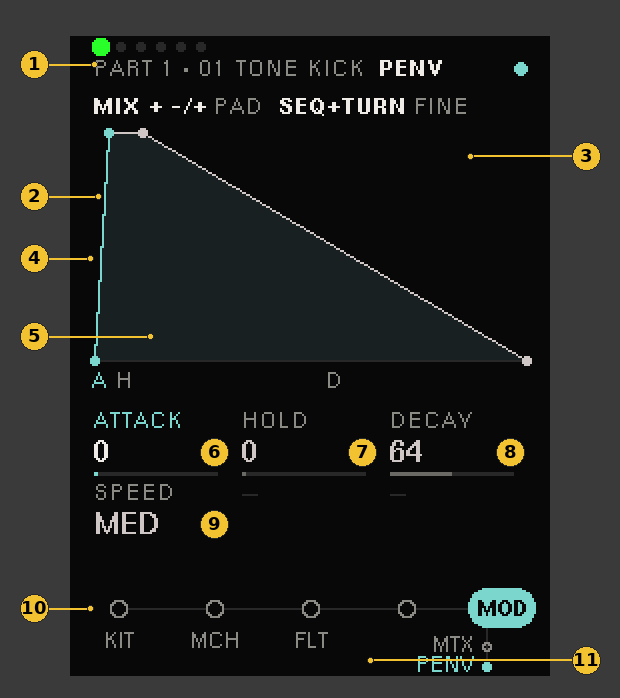 1 PART 1 · 01 TONE KICK PENV
MIX + -/+ PAD SEQ+TURN FINE
3
2
4
5
A H D
ATTACK HOLD DECAY
0 6 0 7 64 8
SPEED — —
MED 9
10 MOD
KIT MCH FLT
MTX
PENV 11